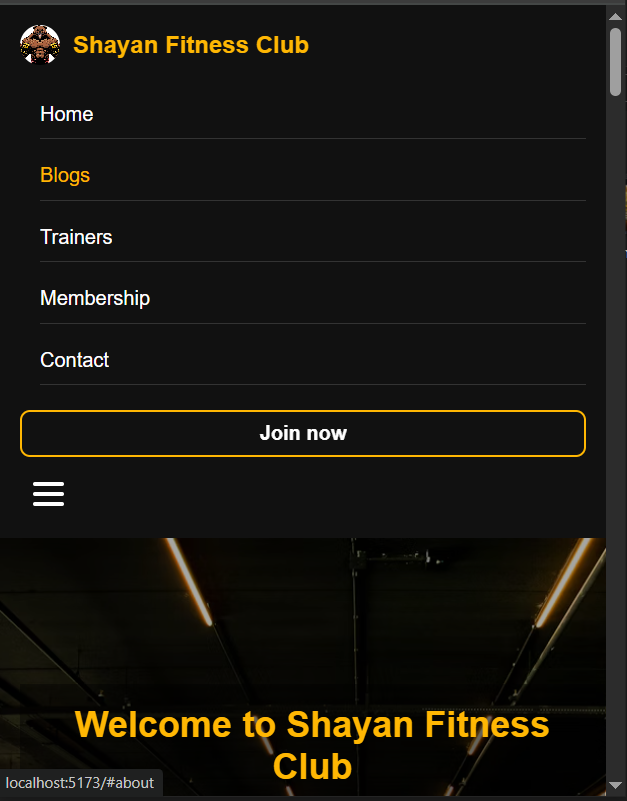 Shayan Fitness Club
Home
Blogs
Trainers
Membership
Contact
Join now
Welcome to Shayan Fitness
Club
localhost:5173/#about